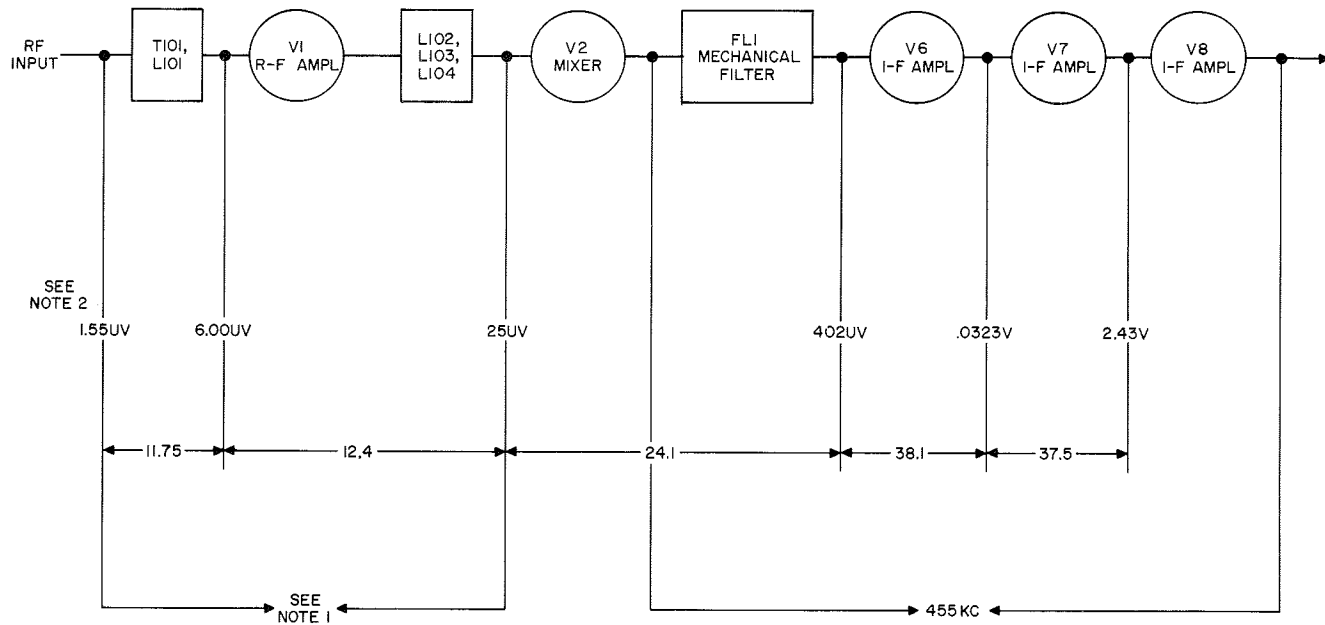 RF
INPUT
T101,
L101
V1
R-F AMPL
L102,
L103,
L104
V2
MIXER
FL1
MECHANICAL
FILTER
V6
I-F AMPL
V7
I-F AMPL
V8
I-F AMPL
SEE
NOTE 2
1.55UV
6.00UV
25UV
402UV
.0323V
2.43V
11.75
12.4
24.1
38.1
37.5
SEE
NOTE 1
455KC